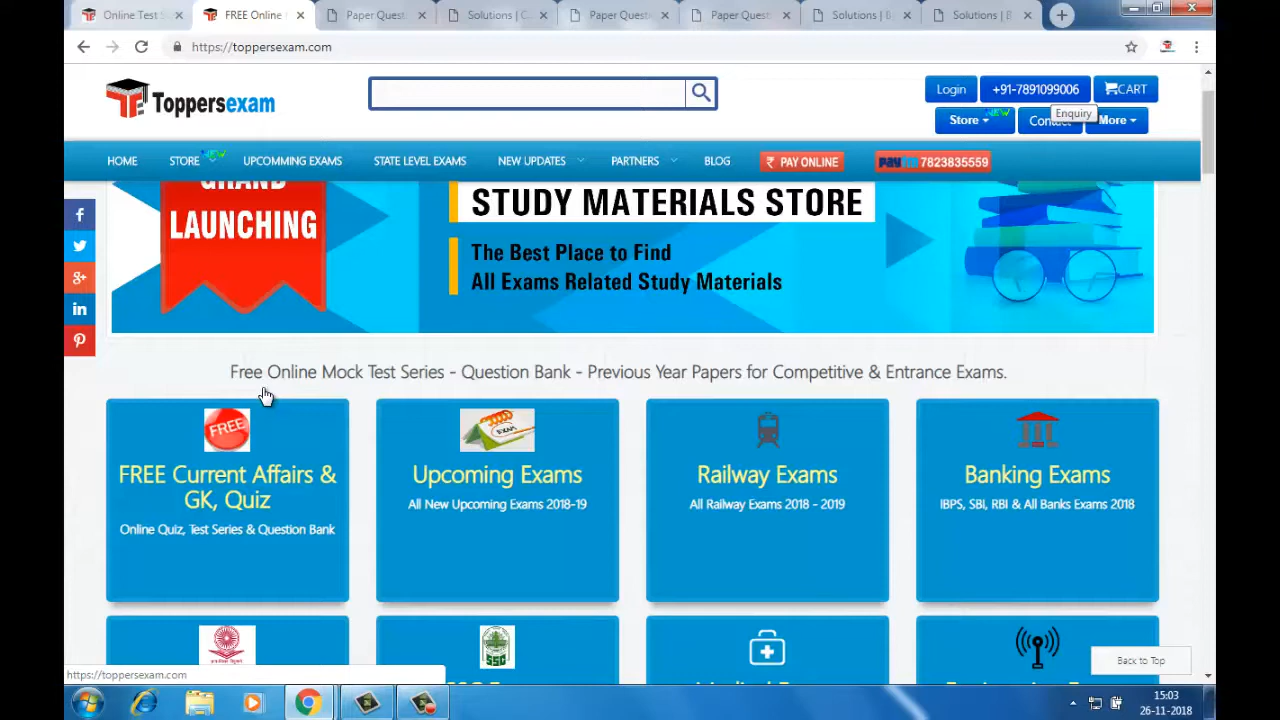 Online Test S
FREE Online
Paper Quest
Solutions | C
Paper Quest
Paper Quest
Solutions | B
Solutions | B
https://toppersexam.com
Toppersexam
Login
+91-7891099006
CART
Enquiry
Store
Contact
More
HOME
STORE
UPCOMMING EXAMS
STATE LEVEL EXAMS
NEW UPDATES
PARTNERS
BLOG
₹ PAY ONLINE
paytm 7823835559
GRAND
LAUNCHING
STUDY MATERIALS STORE
The Best Place to Find
All Exams Related Study Materials
Free Online Mock Test Series - Question Bank - Previous Year Papers for Competitive & Entrance Exams.
FREE
FREE Current Affairs &
GK, Quiz
Online Quiz, Test Series & Question Bank
EXAM
Upcoming Exams
All New Upcoming Exams 2018-19
Railway Exams
All Railway Exams 2018 - 2019
Banking Exams
IBPS, SBI, RBI & All Banks Exams 2018
SSC
Back to Top
https://toppersexam.com
15:03
26-11-2018